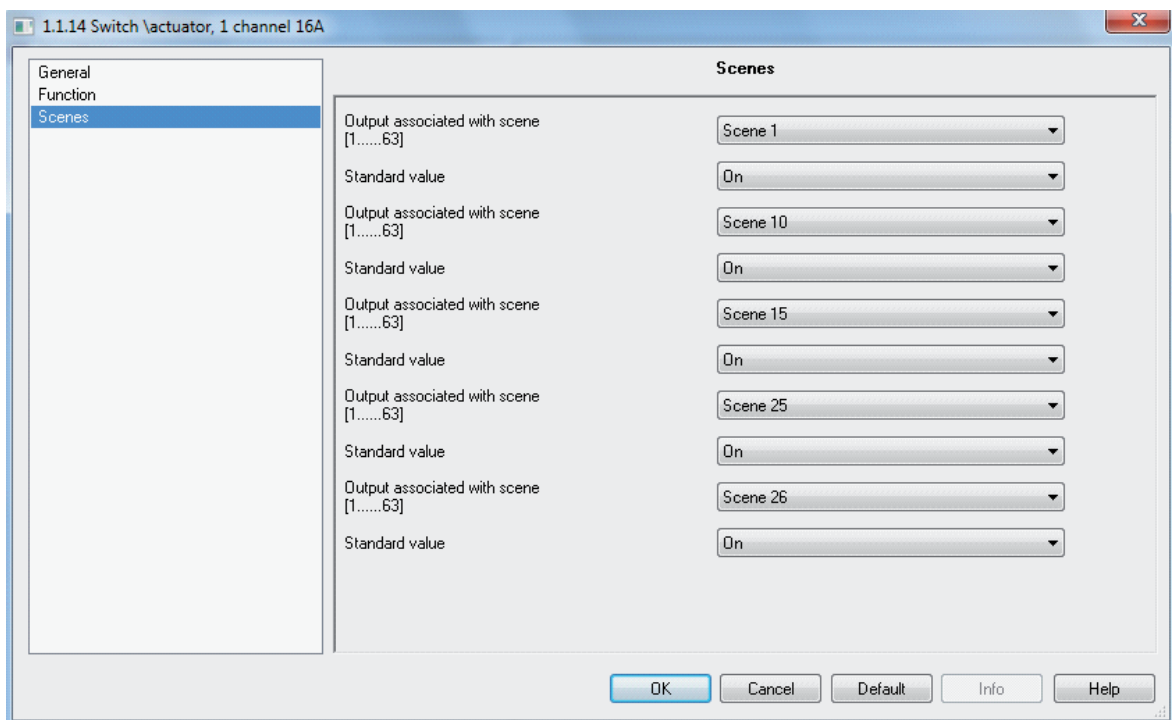 1.1.14 Switch \actuator, 1 channel 16A
x
General
Function
Scenes
Scenes
Output associated with scene
[1......63]
Scene 1
Standard value
On
Output associated with scene
[1......63]
Scene 10
Standard value
On
Output associated with scene
[1......63]
Scene 15
Standard value
On
Output associated with scene
[1......63]
Scene 25
Standard value
On
Output associated with scene
[1......63]
Scene 26
Standard value
On
OK
Cancel
Default
Info
Help